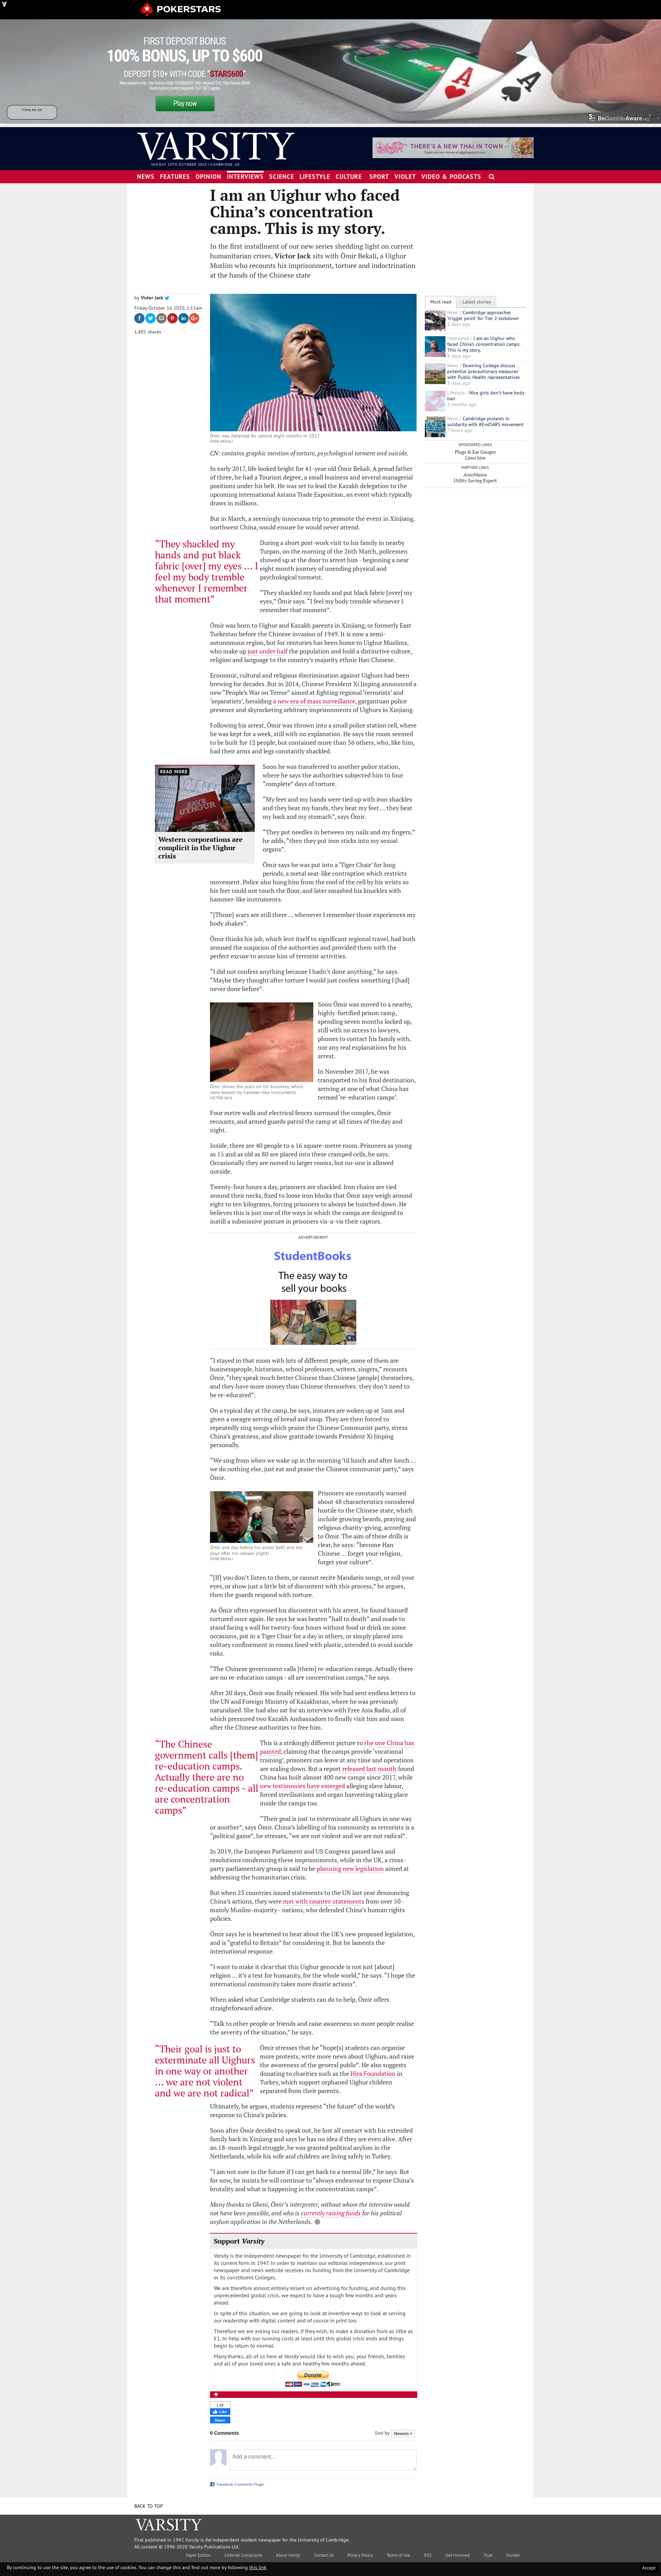 POKERSTARS
FIRST DEPOSIT BONUS
100% BONUS, UP TO $600
DEPOSIT $10+ WITH CODE "STARS600"
Play now
Close the Ad
BeGambleAware.org
VARSITY
SUNDAY 25TH OCTOBER 2020 | CAMBRIDGE, UK
THERE'S A NEW THAI IN TOWN
NEWS FEATURES OPINION INTERVIEWS SCIENCE LIFESTYLE CULTURE SPORT VIOLET VIDEO & PODCASTS
I am an Uighur who faced
China's concentration
camps. This is my story.
In the first installment of our new series shedding light on current
human integrity crises, Victor Jack sits with Ömir Bekali, a Uighur
Muslim who recounts his imprisonment, torture and indoctrination
at the hands of the Chinese state
by Victor Jack
Friday October 16 2020, 1:15am
1,401 shares
Ömir was detained for almost eight months in 2017
ÖMIR BEKALI
Most read
Latest stories
News / Cambridge approaches
'trigger point' for Tier 2 lockdown
2 days ago
Interviews / I am an Uighur who
faced China's concentration camps.
This is my story.
9 days ago
News / Downing College discuss
potential 'precautionary measures'
with Public Health representatives
3 days ago
Lifestyle / Nice girls don't have body
hair
2 months ago
News / Cambridge protests in
solidarity with #EndSARS movement
7 hours ago
SPONSORED LINKS
Plugs & Ear Gauges
Limo hire
PARTNER LINKS
AmoMama
Utility Saving Expert
CN: contains graphic mention of torture, psychological torment and suicide.
In early 2017, life looked bright for 41-year old Ömir Bekali. A proud father
of three, he had a Tourism degree, a small business and substantial savings
across the border in his pockets. He was set to lead the Kazakh delegation to the
upcoming international Astana Trade Exposition, an event which typically
draws in millions.
But in March, a seemingly innocuous trip to promote the event in Xinjiang,
northwest China, would ensure he would never attend.
"They shackled my
hands and put black
fabric [over] my eyes ... I
feel my body tremble
whenever I remember
that moment"
During a short post-work visit to his family in nearby
Turpan, on the morning of the 26th March, policemen
showed up at the door to arrest him - beginning a near
eight month journey of unending physical and
psychological torment.
"They shackled my hands and put black fabric [over] my
eyes," Ömir says. "I feel my body tremble whenever I
remember that moment".
Ömir was born to Uighur and Kazakh parents in Xinjiang, or formerly East
Turkestan before the Chinese invasion of 1949. It is now a semi-
autonomous region, but for centuries has been home to Uighur Muslims,
who make up just under half the population and hold a distinctive culture,
religion and language to the country's majority ethnic Han Chinese.
Economic, cultural and religious discrimination against Uighurs had been
brewing for decades. But in 2014, Chinese President Xi Jinping announced a
new "People's War on Terror" aimed at fighting regional 'terrorists' and
'separatists', heralding a new era of mass surveillance, gargantuan police
presence and skyrocketing arbitrary imprisonments of Uighurs in Xinjiang.
Following his arrest, Ömir was thrown into a small police station cell, where
he was kept for a week, still with no explanation. He says the room seemed
to be built for 12 people, but contained more than 36 others, who, like him,
had their arms and legs constantly shackled.
READ MORE
SAVE UYGHUR
Western corporations are
complicit in the Uighur
crisis
Soon he was transferred to another police station,
where he says the authorities subjected him to four
"complete" days of torture.
"My feet and my hands were tied up with iron shackles
and they beat my hands, they beat my feet ... they beat
my back and my stomach", says Ömir.
"They put needles in between my nails and my fingers,"
he adds, "then they put iron sticks into my sexual
organs".
Ömir says he was put into a 'Tiger Chair' for long
periods, a metal seat-like contraption which restricts
movement. Police also hung him from the roof of the cell by his wrists so
his feet could not touch the floor, and later smashed his knuckles with
hammer-like instruments.
"[Those] scars are still there ... whenever I remember those experiences my
body shakes".
Ömir thinks his job, which lent itself to significant regional travel, had both
aroused the suspicion of the authorities and provided them with the
perfect excuse to accuse him of terrorist activities.
"I did not confess anything because I hadn't done anything," he says.
"Maybe they thought after torture I would just confess something I [had]
never done before".
Ömir shows the scars on his knuckles, which
were beaten by hammer-like instruments
VICTOR JACK
Soon Ömir was moved to a nearby,
highly-fortified prison camp,
spending seven months locked up,
still with no access to lawyers,
phones to contact his family with,
nor any real explanations for his
arrest.
In November 2017, he was
transported to his final destination,
arriving at one of what China has
termed 're-education camps'.
Four metre walls and electrical fences surround the complex, Ömir
recounts, and armed guards patrol the camp at all times of the day and
night.
Inside, there are 40 people to a 16 square-metre room. Prisoners as young
as 15 and as old as 80 are placed into these cramped cells, he says.
Occasionally they are moved to larger rooms, but no-one is allowed
outside.
Twenty-four hours a day, prisoners are shackled. Iron chains are tied
around their necks, fixed to loose iron blocks that Ömir says weigh around
eight to ten kilograms, forcing prisoners to always be hunched down. He
believes this is just one of the ways in which the camps are designed to
instill a submissive posture in prisoners vis-a-vis their captors.
ADVERTISEMENT
StudentBooks
The easy way to
sell your books
"I stayed in that room with lots of different people, some of them are
businesspeople, historians, school professors, writers, singers," recounts
Ömir, "they speak much better Chinese than Chinese [people] themselves,
and they have more money than Chinese themselves: they don't need to
be re-educated".
On a typical day at the camp, he says, inmates are woken up at 5am and
given a meagre serving of bread and soup. They are then forced to
repeatedly sing songs which praise the Chinese Communist party, stress
China's greatness, and show gratitude towards President Xi Jinping
personally.
"We sing from when we wake up in the morning 'til lunch and after lunch ...
we do nothing else, just eat and praise the Chinese communist party," says
Ömir.
Ömir one day before his arrest (left) and ten
days after his release (right)
ÖMIR BEKALI
Prisoners are constantly warned
about 48 characteristics considered
hostile to the Chinese state, which
include growing beards, praying and
religious charity-giving, according
to Ömir. The aim of these drills is
clear, he says: "become Han
Chinese ... forget your religion,
forget your culture".
"[If] you don't listen to them, or cannot recite Mandarin songs, or roll your
eyes, or show just a little bit of discontent with this process," he argues,
then the guards respond with torture.
As Ömir often expressed his discontent with his arrest, he found himself
tortured once again. He says he was beaten "half to death" and made to
stand facing a wall for twenty-four hours without food or drink on some
occasions, put in a Tiger Chair for a day in others, or simply placed into
solitary confinement in rooms lined with plastic, intended to avoid suicide
risks.
"The Chinese government calls [them] re-education camps. Actually there
are no re-education camps - all are concentration camps", he says.
After 20 days, Ömir was finally released. His wife had sent endless letters to
the UN and Foreign Ministry of Kazakhstan, where he was previously
naturalised. She had also sat for an interview with Free Asia Radio, all of
which pressured two Kazakh Ambassadors to finally visit him and soon
after the Chinese authorities to free him.
"The Chinese
government calls [them]
re-education camps.
Actually there are no
re-education camps - all
are concentration
camps"
This is a strikingly different picture to the one China has
painted, claiming that the camps provide 'vocational
training', prisoners can leave at any time and operations
are scaling down. But a report released last month found
China has built almost 400 new camps since 2017, while
new testimonies have emerged alleging slave labour,
forced sterilisations and organ harvesting taking place
inside the camps too.
"Their goal is just to exterminate all Uighurs in one way
or another", says Ömir. China's labelling of his community as terrorists is a
"political game", he stresses, "we are not violent and we are not radical".
In 2019, the European Parliament and US Congress passed laws and
resolutions condemning these imprisonments, while in the UK, a cross-
party parliamentary group is said to be planning new legislation aimed at
addressing the humanitarian crisis.
But when 23 countries issued statements to the UN last year denouncing
China's actions, they were met with counter-statements from over 50 -
mainly Muslim-majority - nations, who defended China's human rights
policies.
Ömir says he is heartened to hear about the UK's new proposed legislation,
and is "grateful to Britain" for considering it. But he laments the
international response.
"I want to make it clear that this Uighur genocide is not just [about]
religion ... it's a test for humanity, for the whole world," he says. "I hope the
international community takes more drastic actions".
When asked what Cambridge students can do to help, Ömir offers
straightforward advice.
"Talk to other people or friends and raise awareness so more people realise
the severity of the situation," he says.
"Their goal is just to
exterminate all Uighurs
in one way or another
... we are not violent
and we are not radical"
Ömir stresses that he "hope[s] students can organise
more protests, write more news about Uighurs, and raise
the awareness of the general public". He also suggests
donating to charities such as the Hira Foundation in
Turkey, which support orphaned Uighur children
separated from their parents.
Ultimately, he argues, students represent "the future" of the world's
response to China's policies.
Soon after Ömir decided to speak out, he lost all contact with his extended
family back in Xinjiang and says he has no idea if they are even alive. After
an 18-month legal struggle, he was granted political asylum in the
Netherlands, while his wife and children are living safely in Turkey.
"I am not sure in the future if I can get back to a normal life," he says. But
for now, he insists he will continue to "always endeavour to expose China's
brutality and what is happening in the concentration camps".
Many thanks to Gheni, Ömir's interpreter, without whom the interview would
not have been possible, and who is currently raising funds for his political
asylum application in the Netherlands.
Support Varsity
Varsity is the independent newspaper for the University of Cambridge, established in
its current form in 1947. In order to maintain our editorial independence, our print
newspaper and news website receives no funding from the University of Cambridge
or its constituent Colleges.
We are therefore almost entirely reliant on advertising for funding, and during this
unprecedented global crisis, we expect to have a tough few months and years
ahead.
In spite of this situation, we are going to look at inventive ways to look at serving
our readership with digital content and of course in print too.
Therefore we are asking our readers, if they wish, to make a donation from as little as
£1, to help with our running costs at least until this global crisis ends and things
begin to return to normal.
Many thanks, all of us here at Varsity would like to wish you, your friends, families
and all of your loved ones a safe and healthy few months ahead.
Donate
1.4K
Like
Share
0 Comments
Sort by Newest
Add a comment...
Facebook Comments Plugin
BACK TO TOP
VARSITY
First published in 1947, Varsity is the independent student newspaper for the University of Cambridge.
All content © 1996-2020 Varsity Publications Ltd.
Paper Edition Editorial Complaints About Varsity Contact Us Privacy Policy Terms of Use RSS Get Involved Trust Donate
By continuing to use the site, you agree to the use of cookies. You can change this and find out more by following this link
Accept